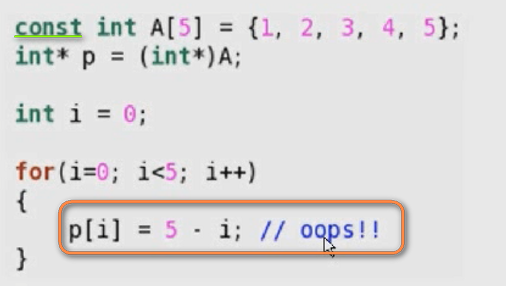 const int A[5] = {1, 2, 3, 4, 5};
int* p = (int*)A;
int i = 0;
for(i=0; i<5; i++)
{
p[i] = 5 - i; // oops!!
}